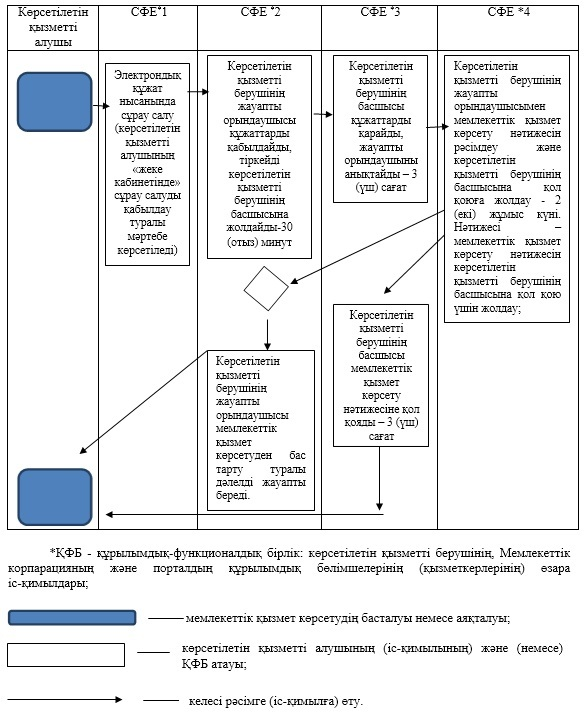 Көрсетілетін
қызметті
алушы
СФЕ*1
СФЕ *2
СФЕ *3
СФЕ *4
Электрондық
құжат
нысанында
сұрау салу
(көрсетілетін
қызметті
алушының
«жеке
кабинетінде»
сұрау салуды
қабылдау
туралы
мәртебе
көрсетіледі)
Көрсетілетін
қызметті
берушінің
жауапты
орындаушысы
құжаттарды
қабылдайды,
тіркейді
көрсетілетін
қызметті
берушінің
басшысына
жолдайды-30
(отыз) минут
Көрсетілетін
қызметті
берушінің
басшысы
құжаттарды
қарайды,
жауапты
орындаушыны
анықтайды – 3
(үш) сағат
Көрсетілетін
қызметті берушінің
жауапты
орындаушысымен
мемлекеттік қызмет
көрсету нәтижесін
рәсімдеу және
көрсетілетін
қызметті берушінің
басшысына қол
қоюға жолдау - 2
(екі) жұмыс күні.
Нәтижесі –
мемлекеттік қызмет
көрсету нәтижесін
көрсетілетін
қызметті берушінің
басшысына қол қою
үшін жолдау;
Көрсетілетін
қызметті
берушінің
жауапты
орындаушысы
мемлекеттік
қызмет
көрсетуден бас
тарту туралы
дәлелді жауапты
береді.
Көрсетілетін
қызметті
берушінің
басшысы
мемлекеттік
қызмет
көрсету
нәтижесіне қол
қояды – 3 (үш)
сағат
*ҚФБ - құрылымдық-функционалдық бірлік: көрсетілетін қызметті берушінің, Мемлекеттік
корпарацияның және порталдың құрылымдық бөлімшелерінің (қызметкерлерінің) өзара
іс-қимылдары;
мемлекеттік қызмет көрсетудің басталуы немесе аяқталуы;
көрсетілетін қызметті алушының (іс-қимылының) және (немесе)
ҚФБ атауы;
келесі рәсімге (іс-қимылға) өту.